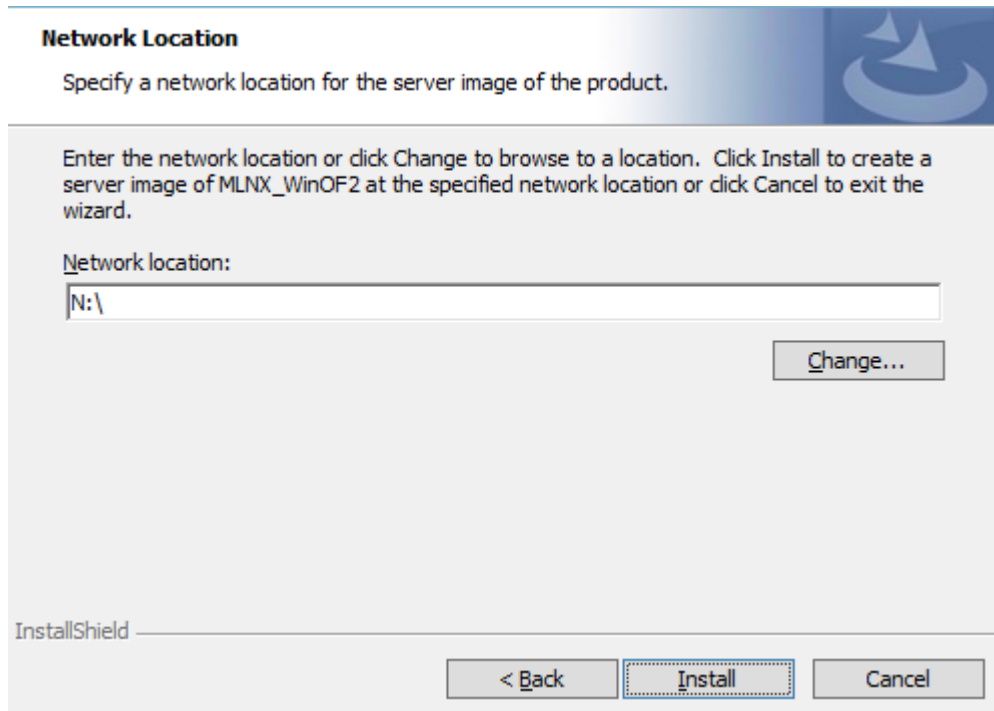 Network Location
Specify a network location for the server image of the product.
Enter the network location or click Change to browse to a location.  Click Install to create a
server image of MLNX_WinOF2 at the specified network location or click Cancel to exit the
wizard.
Network location:
N:\
Change...
InstallShield
< Back
Install
Cancel